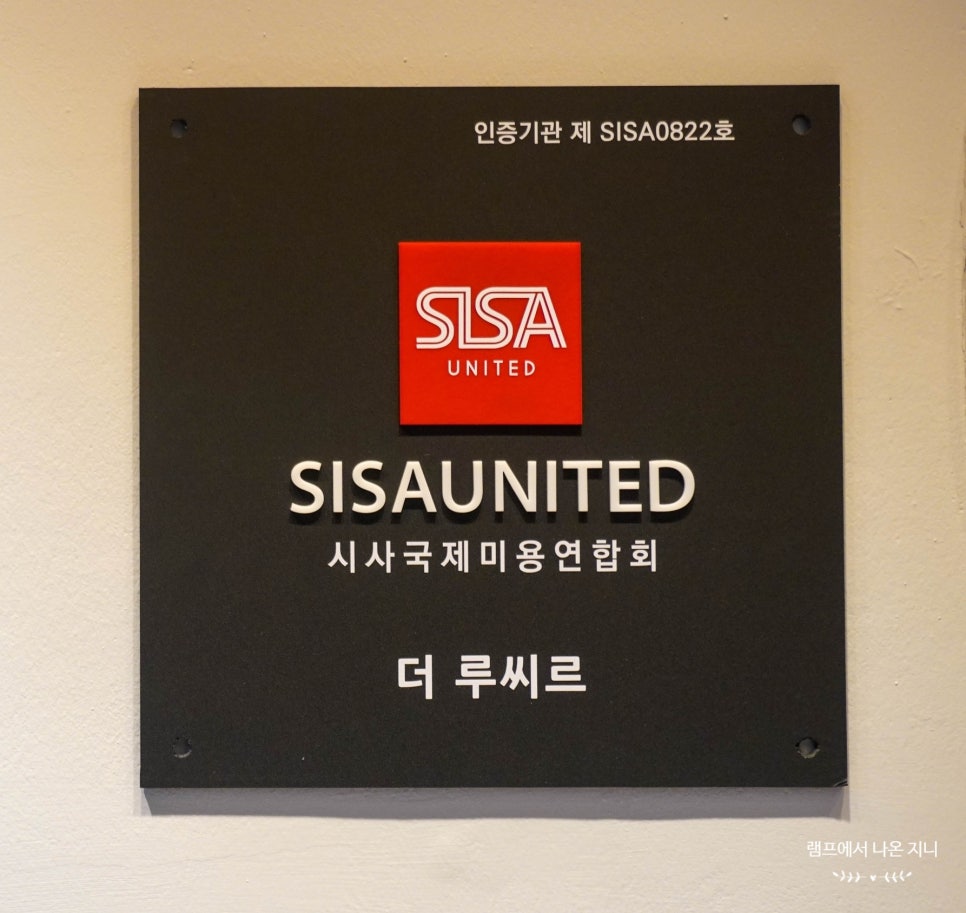 인증기관 제 SISA0822호
SISA
UNITED
SISAUNITED
시사국제미용연합회
더 루씨르
램프에서 나온 지니